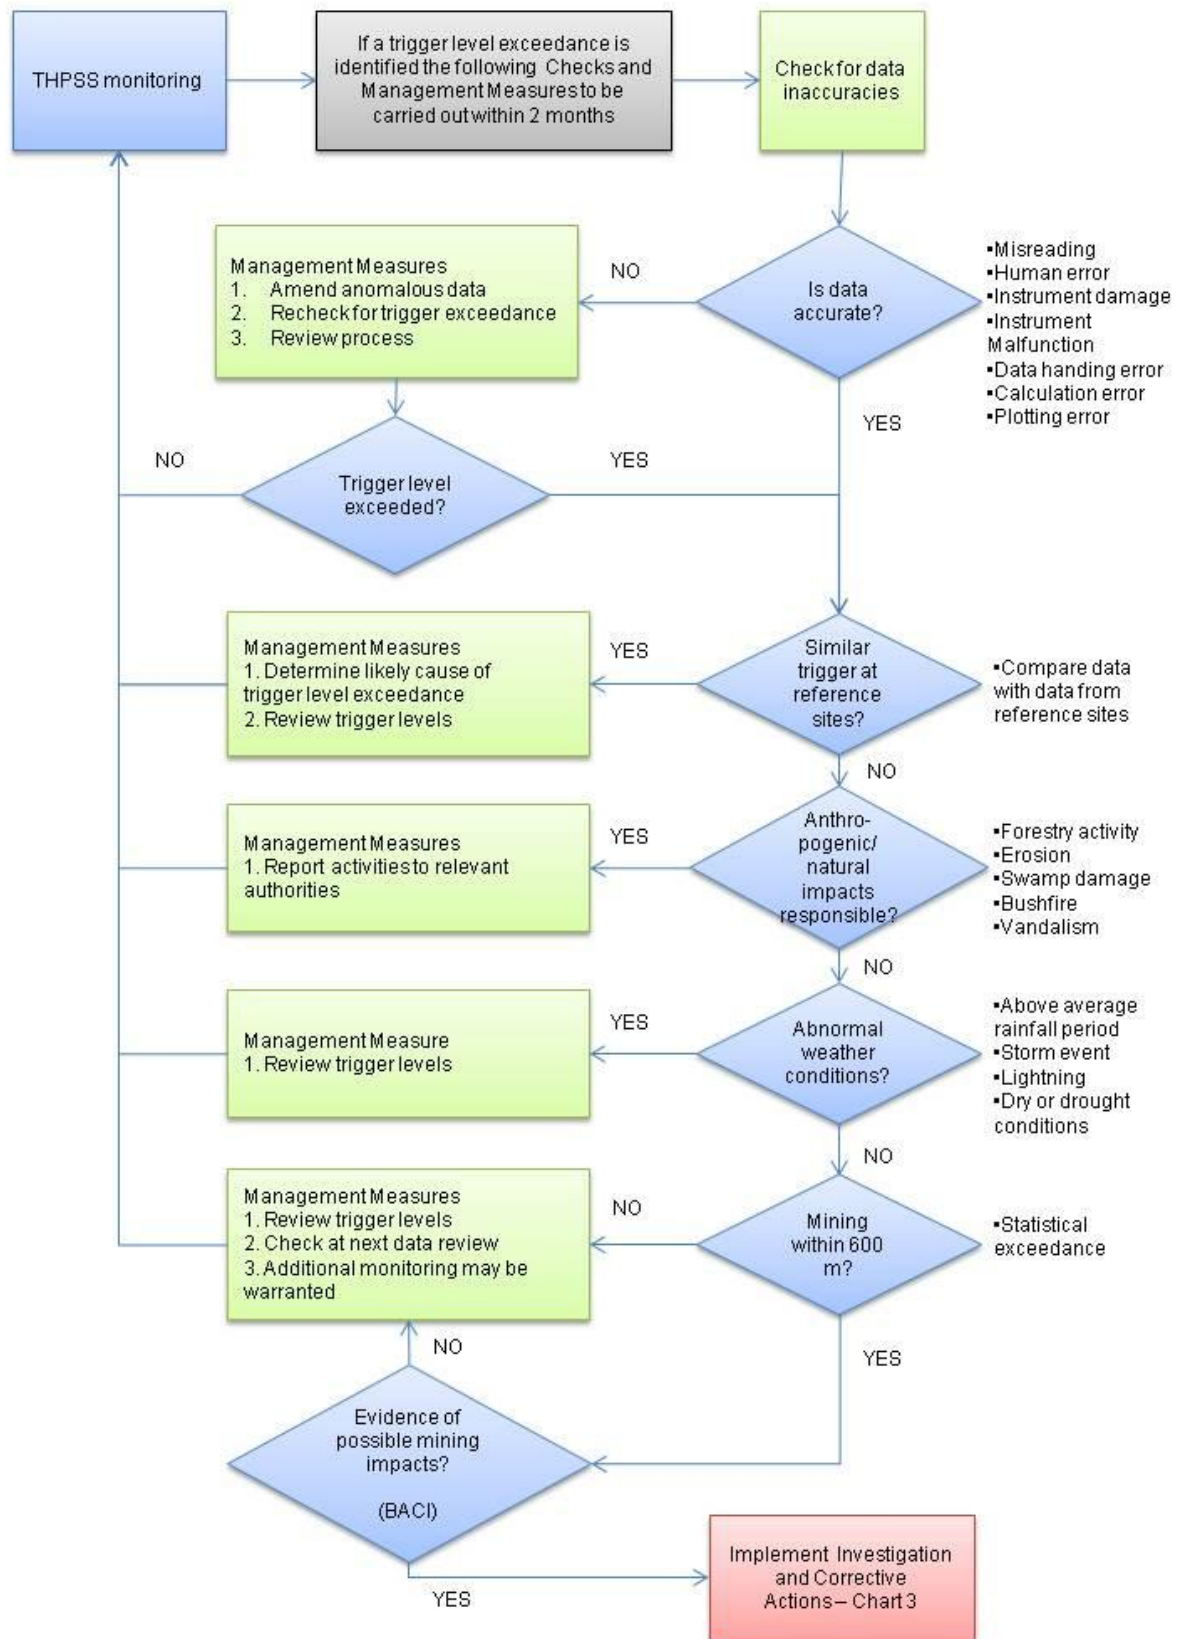 THPSS monitoring
If a trigger level exceedance is
identified the following Checks and
Management Measures to be
carried out within 2 months
Check for data
inaccuracies
Management Measures
1. Amend anomalous data
2. Recheck for trigger exceedance
3. Review process
NO
Is data
accurate?
▪Misreading
▪Human error
▪Instrument damage
▪Instrument
Malfunction
▪Data handing error
▪Calculation error
▪Plotting error
YES
NO
Trigger level
exceeded?
YES
Management Measures
1. Determine likely cause of
trigger level exceedance
2. Review trigger levels
YES
Similar
trigger at
reference
sites?
▪Compare data
with data from
reference sites
NO
Management Measures
1. Report activities to relevant
authorities
YES
Anthro-
pogenic/
natural
impacts
responsible?
▪Forestry activity
▪Erosion
▪Swamp damage
▪Bushfire
▪Vandalism
NO
Management Measure
1. Review trigger levels
YES
Abnormal
weather
conditions?
▪Above average
rainfall period
▪Storm event
▪Lightning
▪Dry or drought
conditions
NO
Management Measures
1. Review trigger levels
2. Check at next data review
3. Additional monitoring may be
warranted
NO
Mining
within 600
m?
▪Statistical
exceedance
NO
YES
Evidence of
possible mining
impacts?
(BACI)
YES
Implement Investigation
and Corrective
Actions – Chart 3